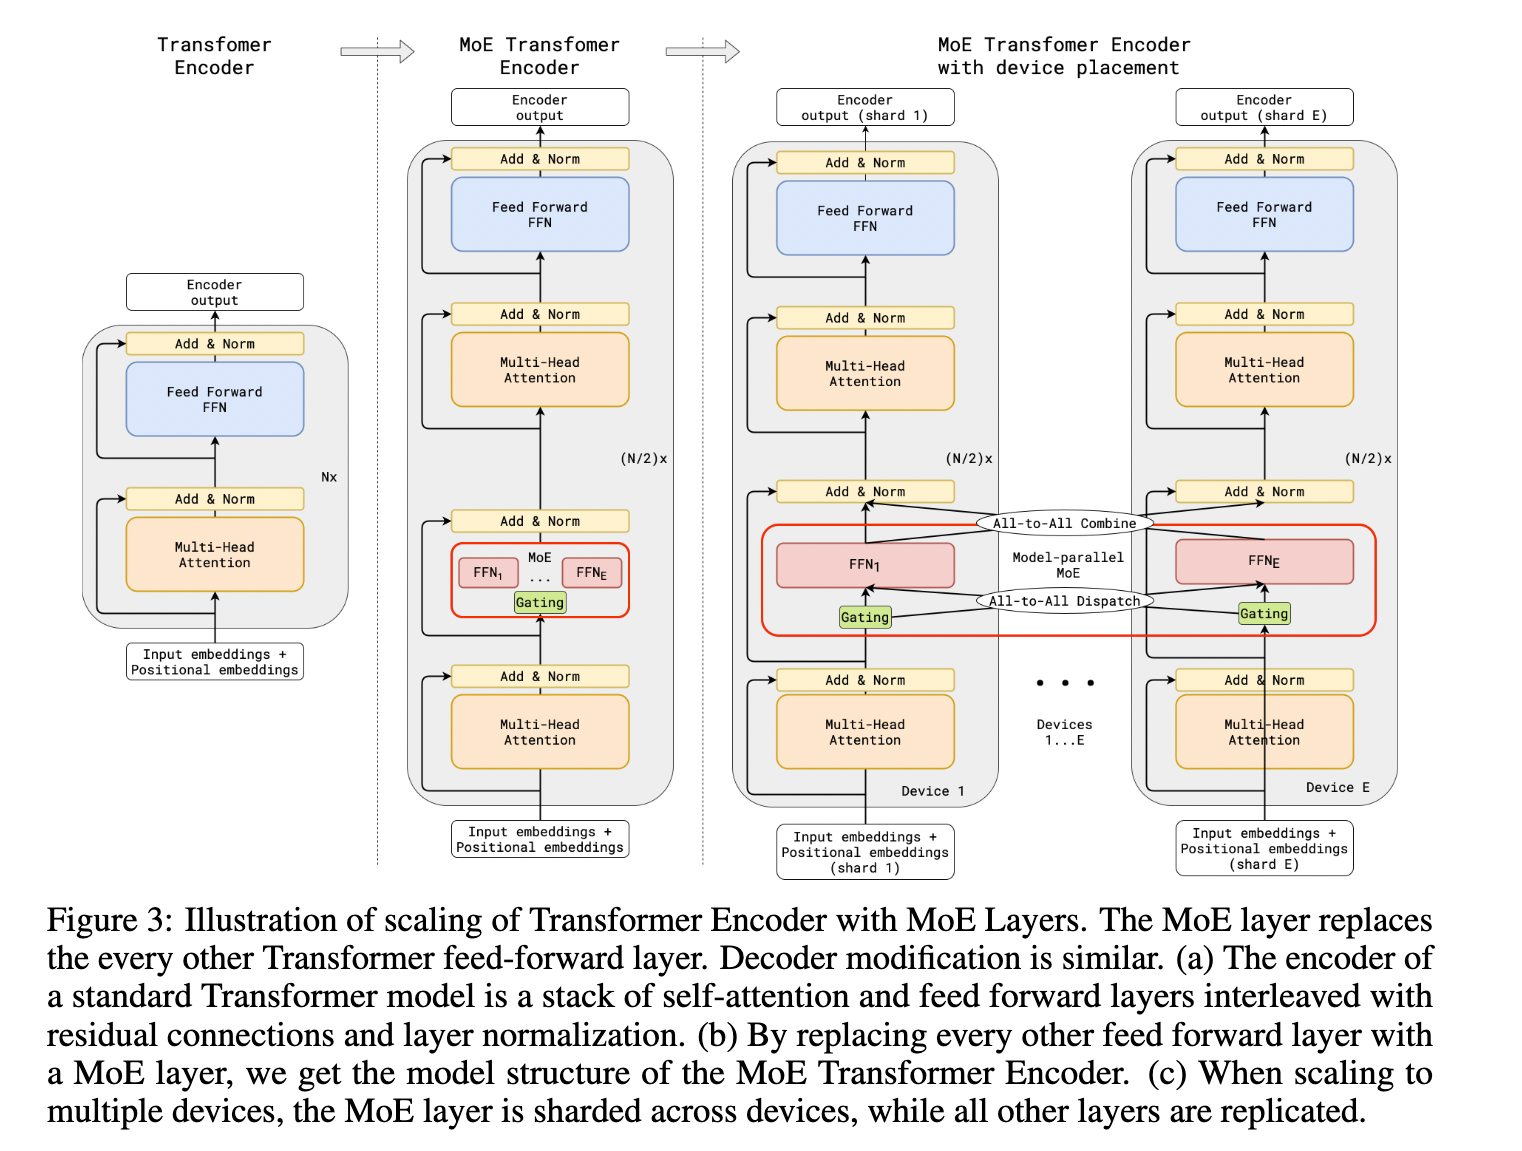 Transfomer
Encoder
MoE Transfomer
Encoder
MoE Transfomer Encoder
with device placement
Encoder
output
Add & Norm
Feed Forward
FFN
Nx
Add & Norm
Multi-Head
Attention
Input embeddings +
Positional embeddings
Encoder
output
Add & Norm
Feed Forward
FFN
Add & Norm
Multi-Head
Attention
(N/2)x
Add & Norm
MoE
FFN1
...
FFNE
Gating
Add & Norm
Multi-Head
Attention
Input embeddings +
Positional embeddings
Encoder
output (shard 1)
Add & Norm
Feed Forward
FFN
Add & Norm
Multi-Head
Attention
(N/2)x
Add & Norm
FFN1
Gating
Add & Norm
Multi-Head
Attention
Device 1
Input embeddings +
Positional embeddings
(shard 1)
All-to-All Combine
Model-parallel
MoE
All-to-All Dispatch
Devices
1...E
Encoder
output (shard E)
Add & Norm
Feed Forward
FFN
Add & Norm
Multi-Head
Attention
(N/2)x
Add & Norm
FFNE
Gating
Add & Norm
Multi-Head
Attention
Device E
Input embeddings +
Positional embeddings
(shard E)
Figure 3: Illustration of scaling of Transformer Encoder with MoE Layers. The MoE layer replaces
the every other Transformer feed-forward layer. Decoder modification is similar. (a) The encoder of
a standard Transformer model is a stack of self-attention and feed forward layers interleaved with
residual connections and layer normalization. (b) By replacing every other feed forward layer with
a MoE layer, we get the model structure of the MoE Transformer Encoder. (c) When scaling to
multiple devices, the MoE layer is sharded across devices, while all other layers are replicated.